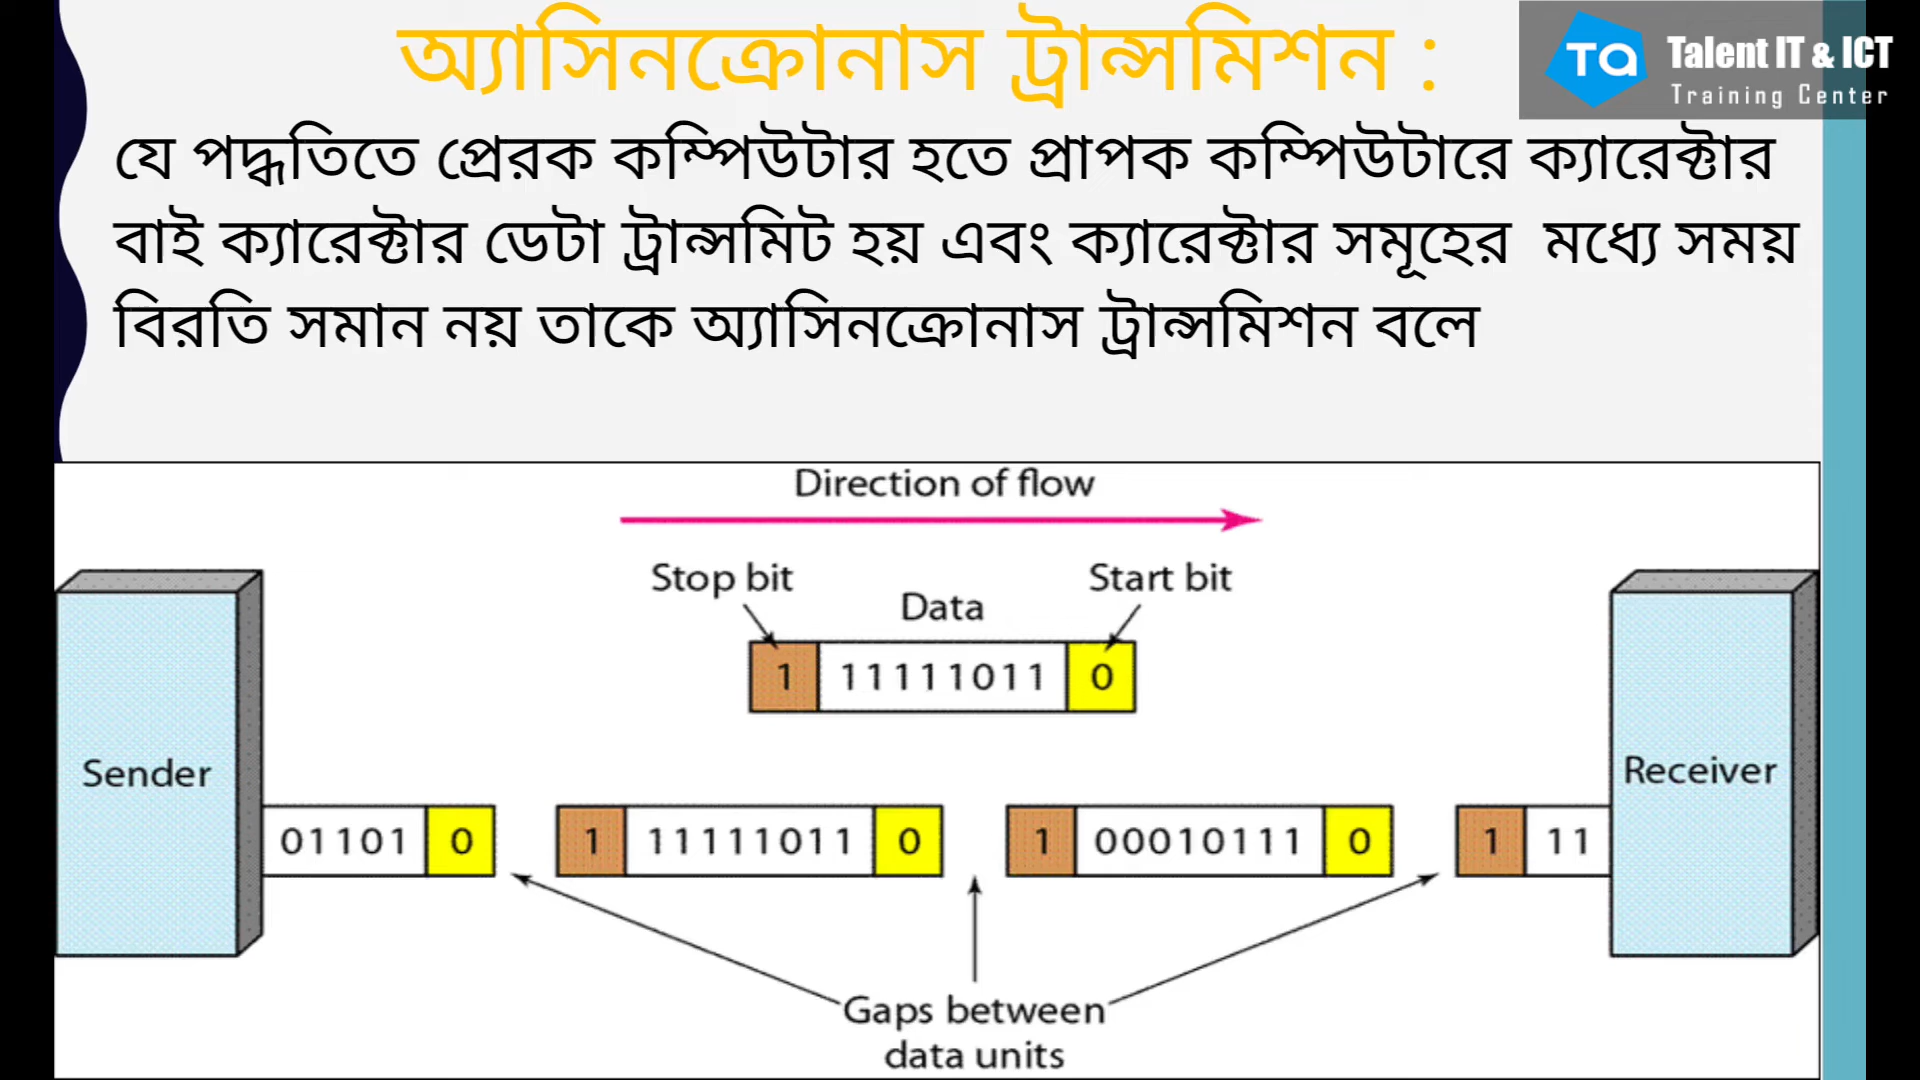 অ্যাসিনক্রোনাস ট্রান্সমিশন :
Ta Talent IT & ICT
Training Center
যে পদ্ধতিতে প্রেরক কম্পিউটার হতে প্রাপক কম্পিউটারে ক্যারেক্টার
বাই ক্যারেক্টার ডেটা ট্রান্সমিট হয় এবং ক্যারেক্টার সমূহের মধ্যে সময়
বিরতি সমান নয় তাকে অ্যাসিনক্রোনাস ট্রান্সমিশন বলে
Direction of flow
Stop bit Data Start bit
1 11111011 0
Sender
Receiver
01101 0 1 11111011 0 1 00010111 0 1 11
Gaps between
data units